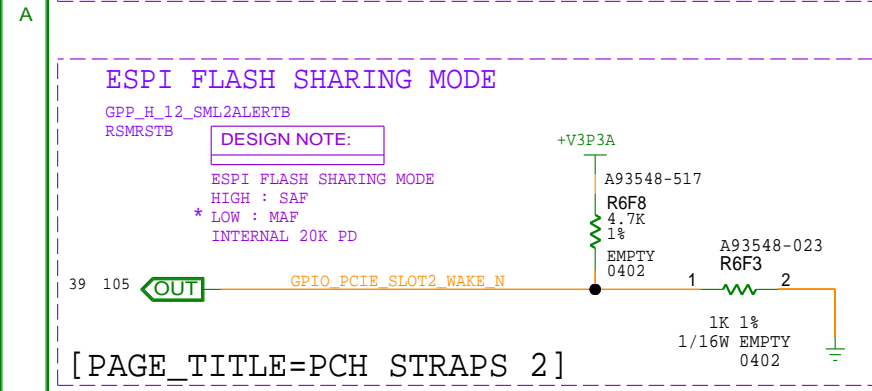 A
ESPI FLASH SHARING MODE
GPP_H_12_SML2ALERTB
RSMRSTB
DESIGN NOTE:
ESPI FLASH SHARING MODE
HIGH : SAF
* LOW : MAF
INTERNAL 20K PD
+V3P3A
A93548-517
R6F8
4.7K
1%
EMPTY
0402
A93548-023
R6F3
39 105 OUT GPIO_PCIE_SLOT2_WAKE_N 1 2
1K 1%
1/16W EMPTY
0402
[PAGE_TITLE=PCH STRAPS 2]